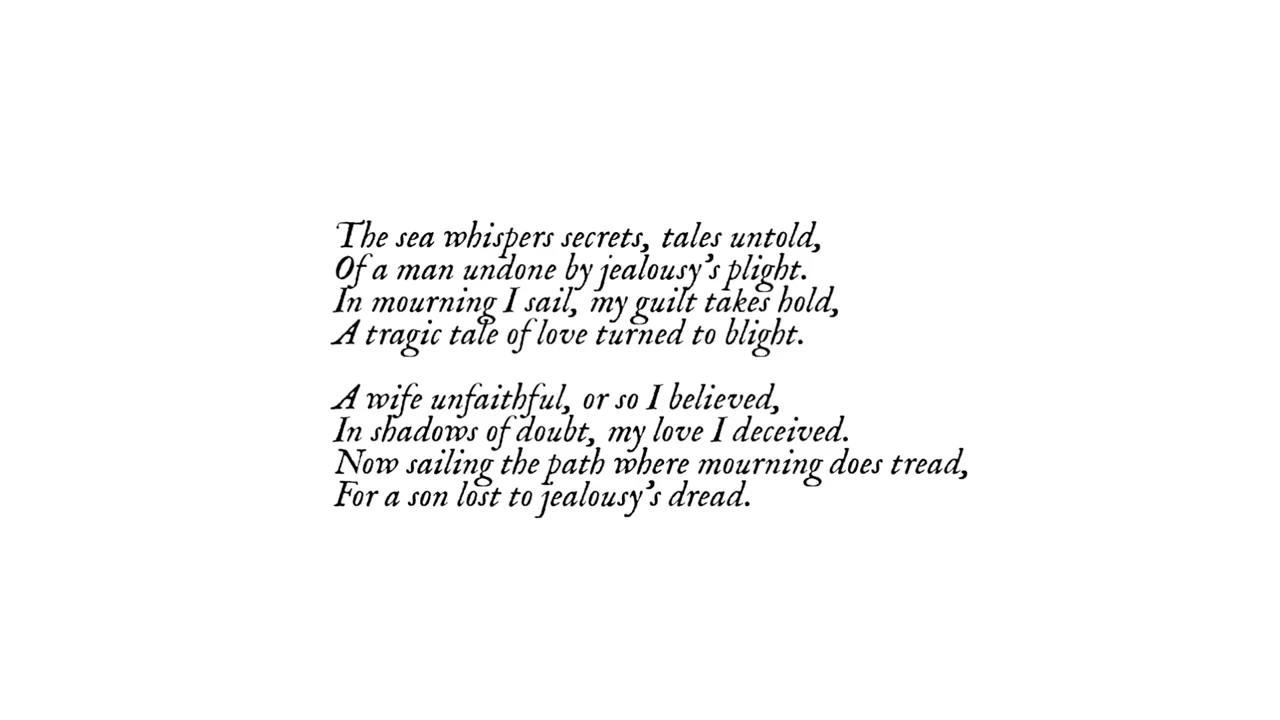 The sea whispers secrets, tales untold,
Of a man undone by jealousy's plight.
In mourning I sail, my guilt takes hold,
A tragic tale of love turned to blight.
A wife unfaithful, or so I believed,
In shadows of doubt, my love I deceived.
Now sailing the path where mourning does tread,
For a son lost to jealousy's dread.